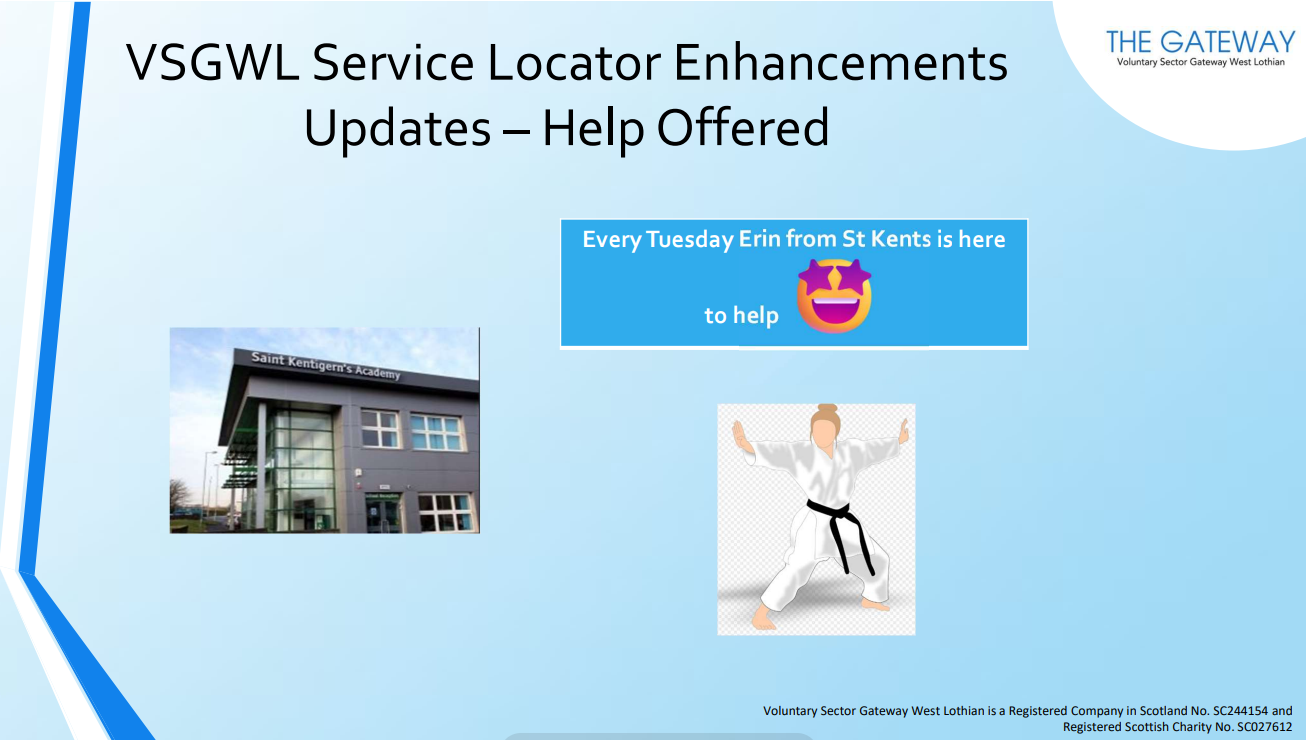 VSGWL Service Locator Enhancements
Updates – Help Offered
THE GATEWAY
Voluntary Sector Gateway West Lothian
Every Tuesday Erin from St Kents is here
to help
Saint Kentigern's Academy
Voluntary Sector Gateway West Lothian is a Registered Company in Scotland No. SC244154 and
Registered Scottish Charity No. SC027612